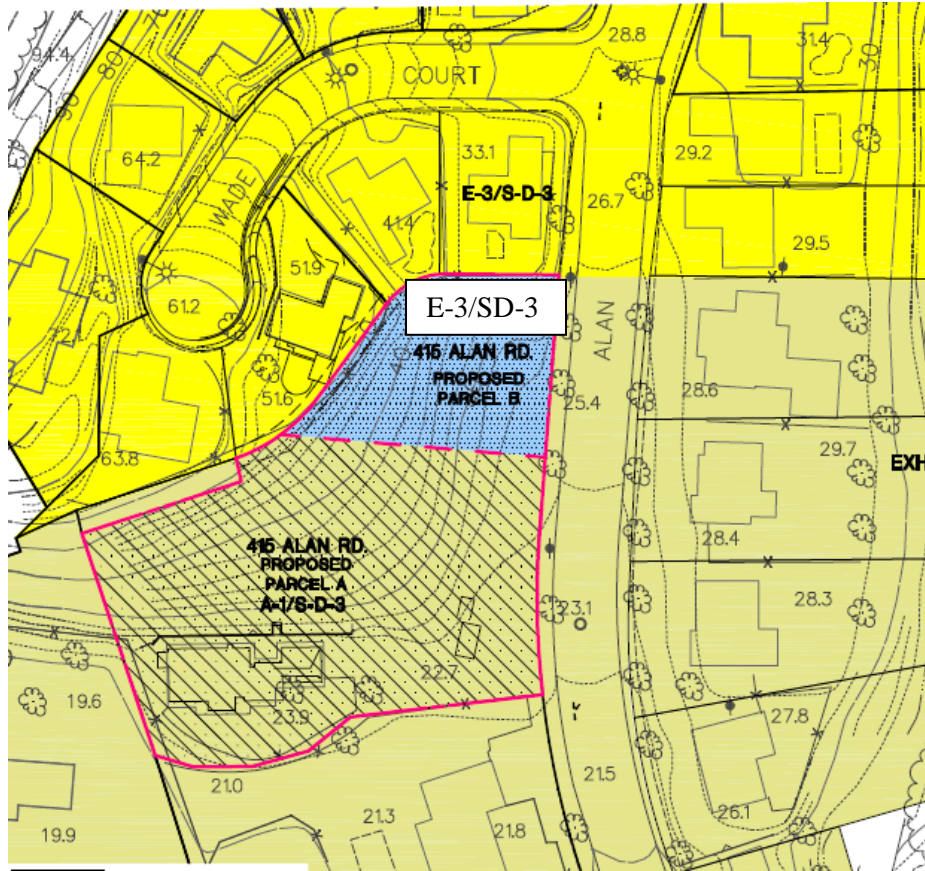 94.4
80
90
28.8
31.4
30
COURT
64.2
33.1
29.2
WADE
E-3/S-D-3
26.7
41.4
29.5
51.9
61.2
E-3/SD-3
ALAN
72.1
415 ALAN RD.
PROPOSED
PARCEL B
28.6
51.6
25.4
63.8
29.7
EXH
415 ALAN RD.
PROPOSED
PARCEL A
A-1/S-D-3
28.4
23.1
28.3
22.7
19.6
23.9
27.8
21.0
21.5
26.1
21.3
21.8
19.9